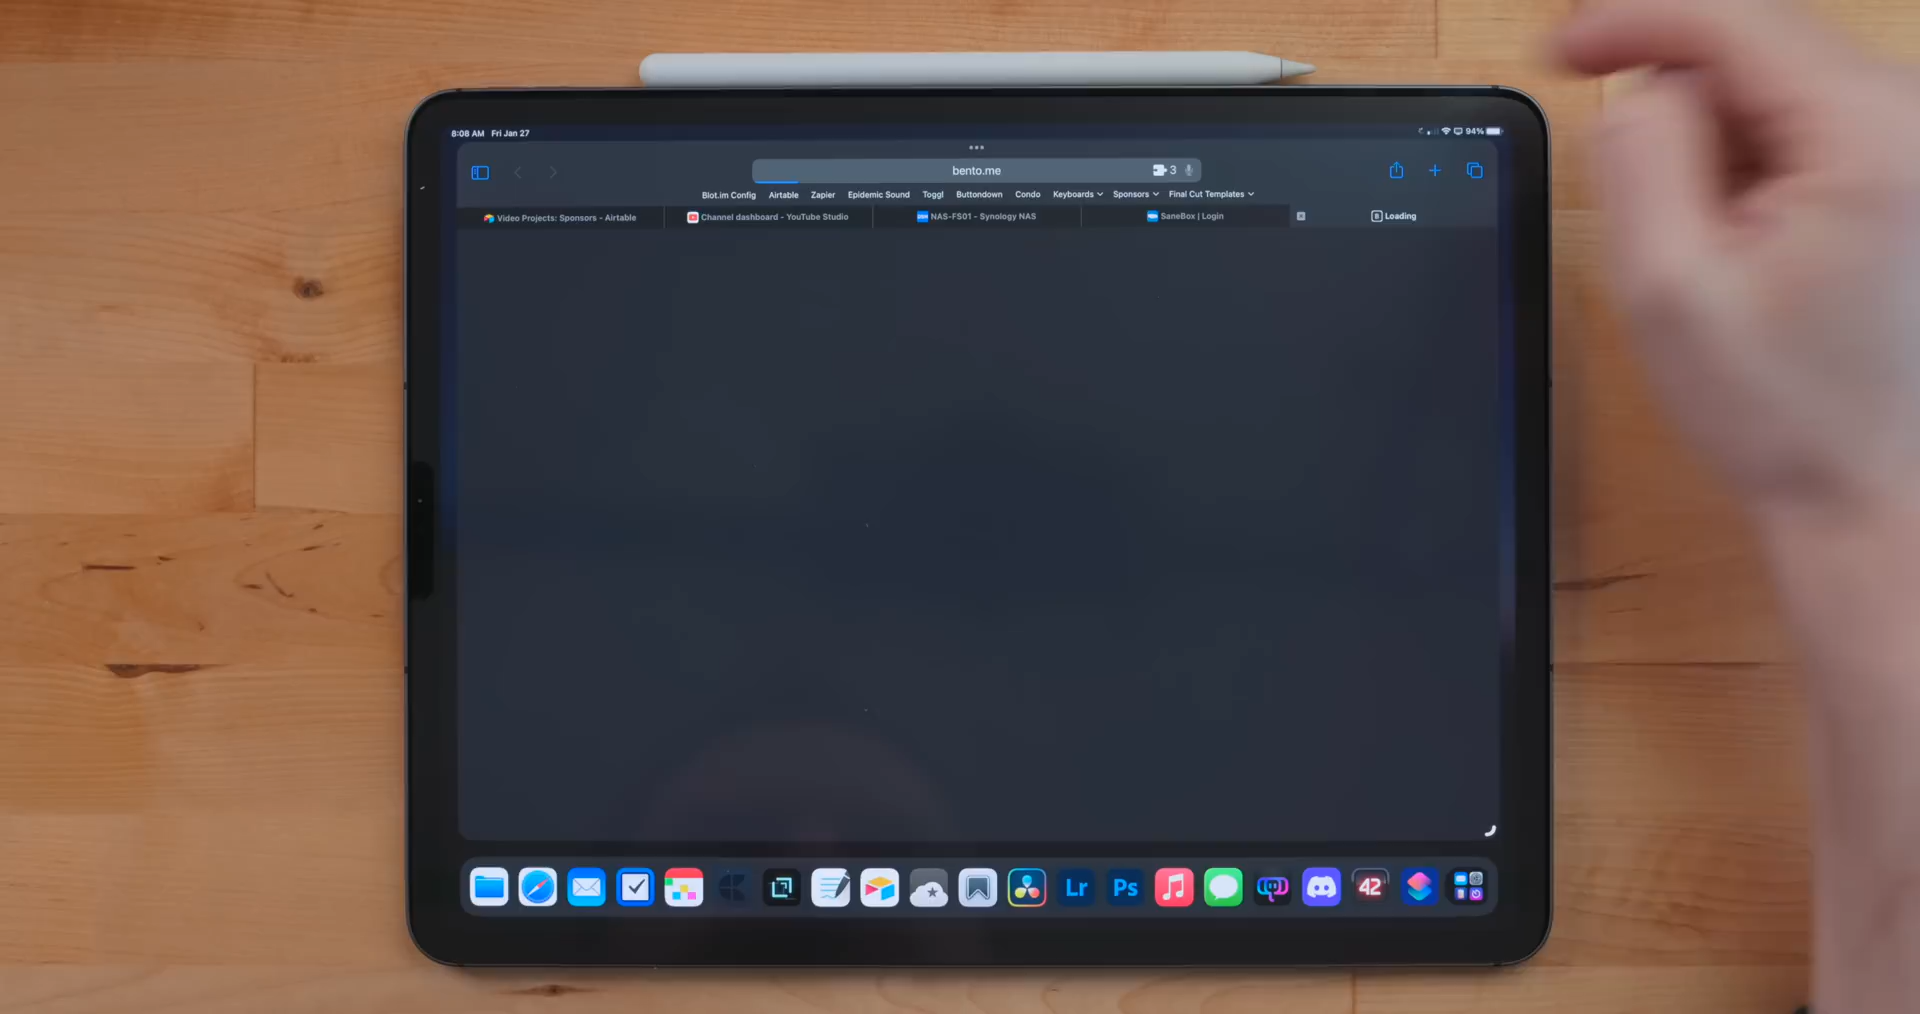 8:08 AM Fri Jan 27
94%
bento.me
3
Blot.im Config Airtable Zapier Epidemic Sound Toggl Buttondown Condo Keyboards Sponsors Final Cut Templates
Video Projects: Sponsors - Airtable Channel dashboard - YouTube Studio NAS-FS01 - Synology NAS SaneBox | Login Loading
Lr Ps 42